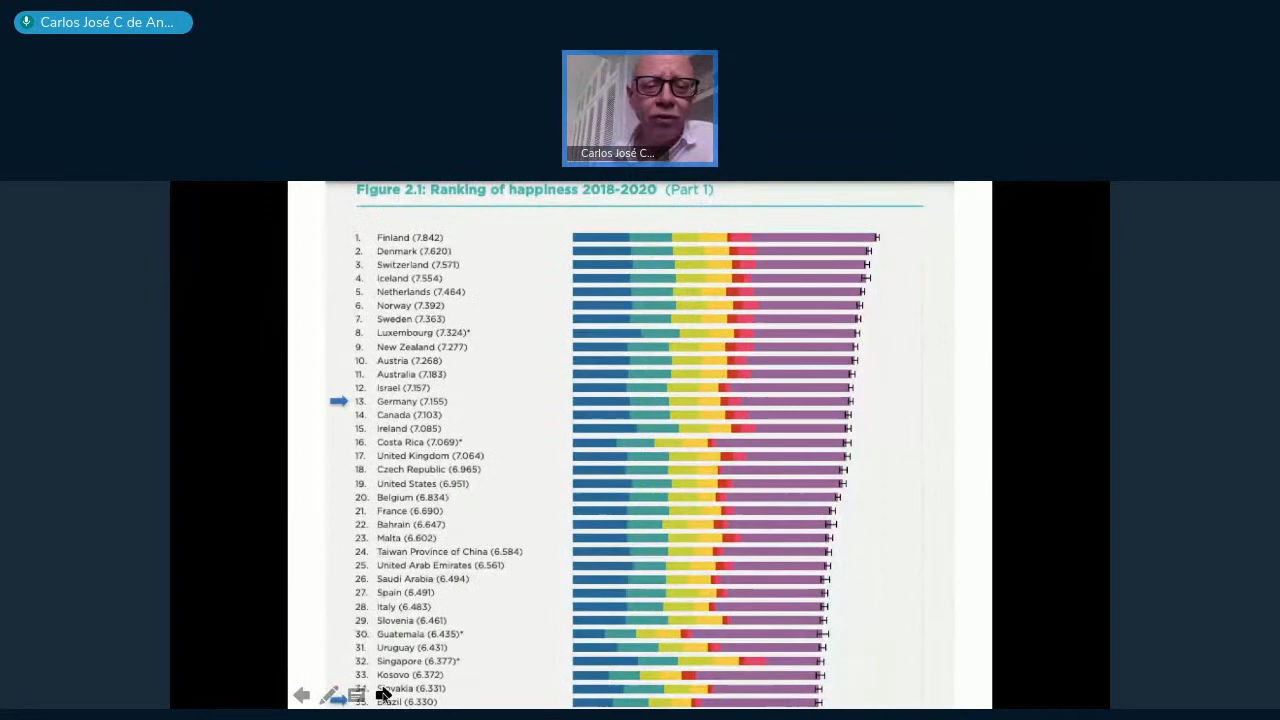 Carlos José C de An...
Carlos José C...
Figure 2.1: Ranking of happiness 2018-2020 (Part 1)
1. Finland (7.842)
2. Denmark (7.620)
3. Switzerland (7.571)
4. Iceland (7.554)
5. Netherlands (7.464)
6. Norway (7.392)
7. Sweden (7.363)
8. Luxembourg (7.324)*
9. New Zealand (7.277)
10. Austria (7.268)
11. Australia (7.183)
12. Israel (7.157)
13. Germany (7.155)
14. Canada (7.103)
15. Ireland (7.085)
16. Costa Rica (7.069)*
17. United Kingdom (7.064)
18. Czech Republic (6.965)
19. United States (6.951)
20. Belgium (6.834)
21. France (6.690)
22. Bahrain (6.647)
23. Malta (6.602)
24. Taiwan Province of China (6.584)
25. United Arab Emirates (6.561)
26. Saudi Arabia (6.494)
27. Spain (6.491)
28. Italy (6.483)
29. Slovenia (6.461)
30. Guatemala (6.435)*
31. Uruguay (6.431)
32. Singapore (6.377)*
33. Kosovo (6.372)
34. Slovakia (6.331)
35. Brazil (6.330)